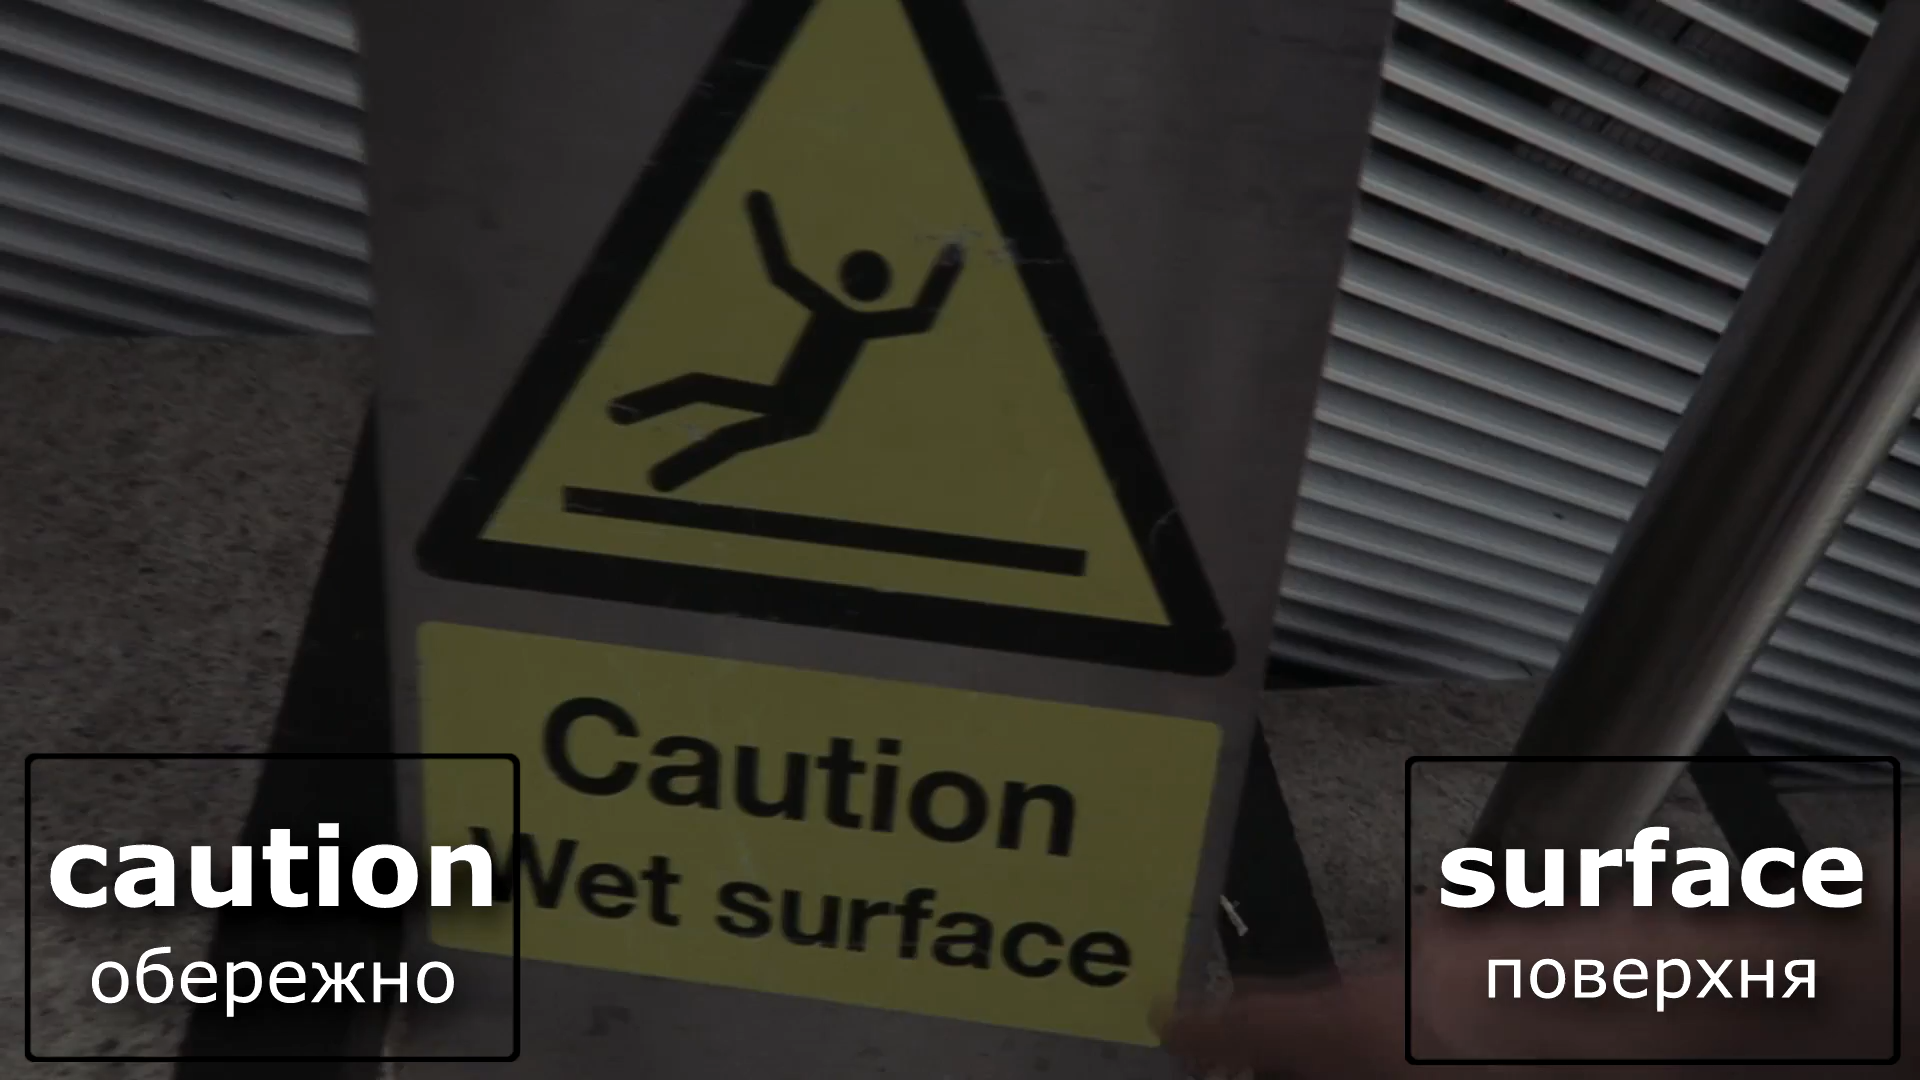 Caution
Wet surface
caution
обережно
surface
поверхня